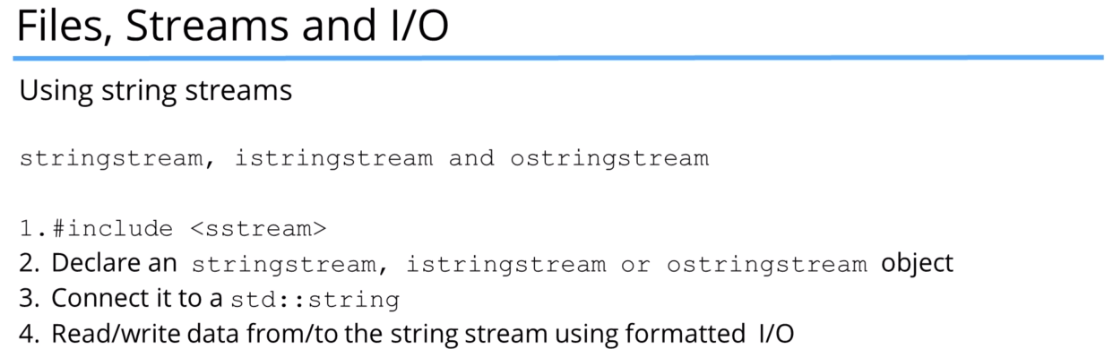 Files, Streams and I/O
Using string streams
stringstream, istringstream and ostringstream
1. #include <sstream>
2. Declare an stringstream, istringstream or ostringstream object
3. Connect it to a std::string
4. Read/write data from/to the string stream using formatted I/O